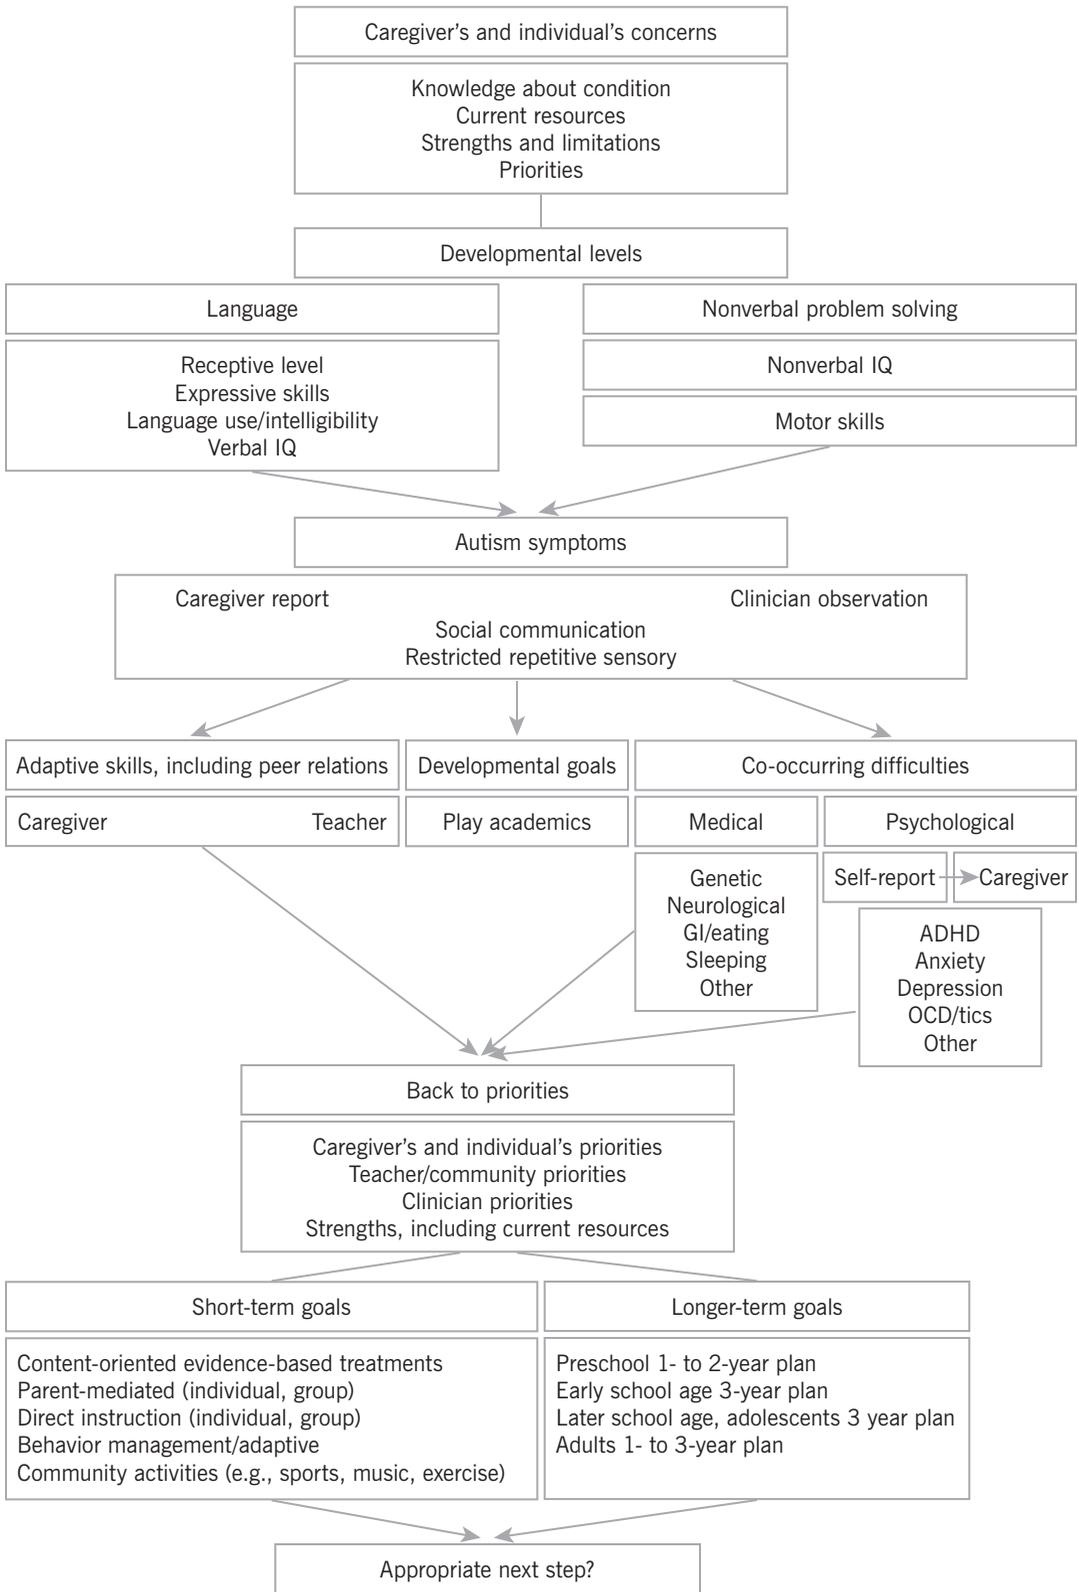 Caregiver’s and individual’s concerns
Knowledge about condition
Current resources
Strengths and limitations
Priorities
Developmental levels
Language
Nonverbal problem solving
Receptive level
Expressive skills
Language use/intelligibility
Verbal IQ
Nonverbal IQ
Motor skills
Autism symptoms
Caregiver report
Clinician observation
Social communication
Restricted repetitive sensory
Adaptive skills, including peer relations
Developmental goals
Co-occurring difficulties
Caregiver
Teacher
Play academics
Medical
Psychological
Genetic
Neurological
GI/eating
Sleeping
Other
Self-report
Caregiver
ADHD
Anxiety
Depression
OCD/tics
Other
Back to priorities
Caregiver’s and individual’s priorities
Teacher/community priorities
Clinician priorities
Strengths, including current resources
Short-term goals
Longer-term goals
Content-oriented evidence-based treatments
Parent-mediated (individual, group)
Direct instruction (individual, group)
Behavior management/adaptive
Community activities (e.g., sports, music, exercise)
Preschool 1- to 2-year plan
Early school age 3-year plan
Later school age, adolescents 3 year plan
Adults 1- to 3-year plan
Appropriate next step?